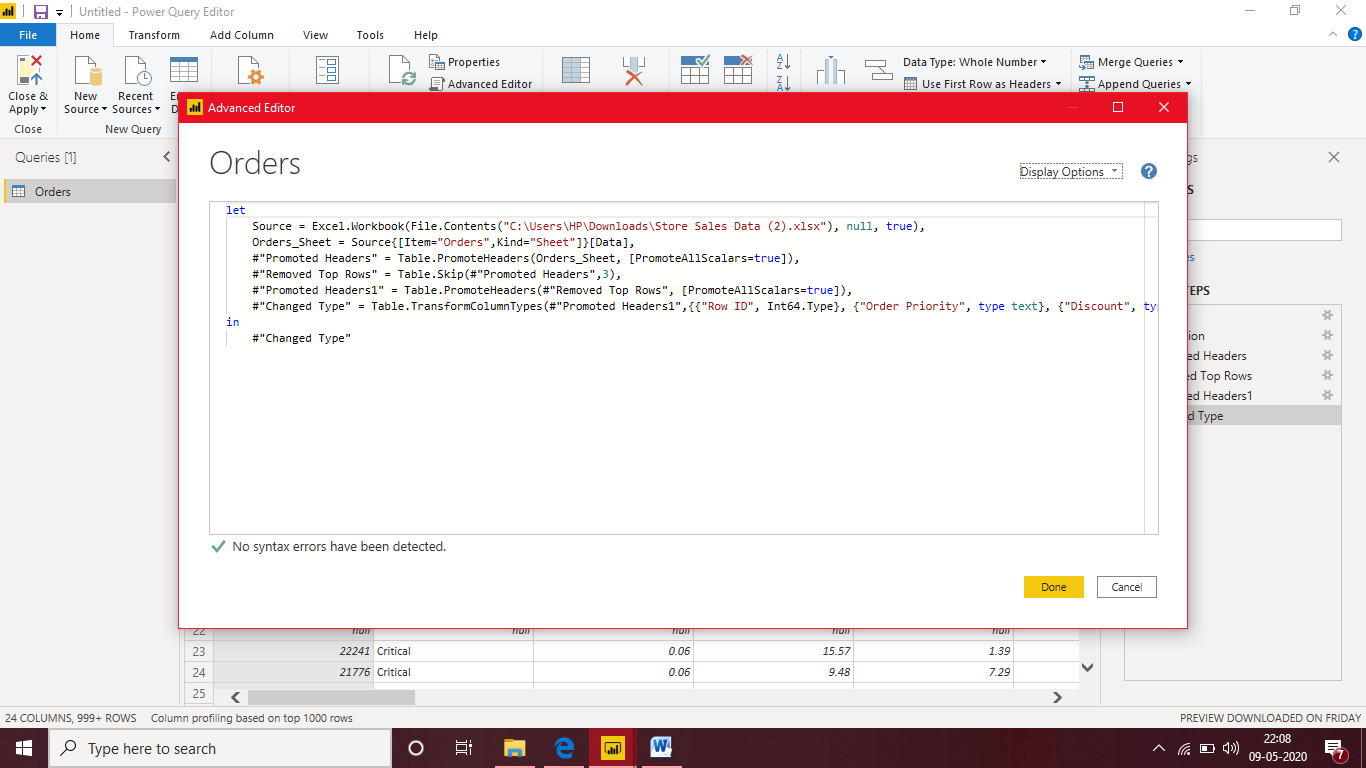 Untitled - Power Query Editor
File Home Transform Add Column View Tools Help
Close & Apply
New Source
Recent Sources
Properties
Advanced Editor
Data Type: Whole Number
Use First Row as Headers
Merge Queries
Append Queries
Close
New Query
Queries [1]
Orders
Advanced Editor
Orders
Display Options
let
Source = Excel.Workbook(File.Contents("C:\Users\HP\Downloads\Store Sales Data (2).xlsx"), null, true),
Orders_Sheet = Source{[Item="Orders",Kind="Sheet"]}[Data],
#"Promoted Headers" = Table.PromoteHeaders(Orders_Sheet, [PromoteAllScalars=true]),
#"Removed Top Rows" = Table.Skip(#"Promoted Headers",3),
#"Promoted Headers1" = Table.PromoteHeaders(#"Removed Top Rows", [PromoteAllScalars=true]),
#"Changed Type" = Table.TransformColumnTypes(#"Promoted Headers1",{{"Row ID", Int64.Type}, {"Order Priority", type text}, {"Discount", ty
in
#"Changed Type"
No syntax errors have been detected.
Done Cancel
gs
S
es
TEPS
ion
ed Headers
ed Top Rows
ed Headers1
d Type
22 null null null null null
23 22241 Critical 0.06 15.57 1.39
24 21776 Critical 0.06 9.48 7.29
25
24 COLUMNS, 999+ ROWS Column profiling based on top 1000 rows
PREVIEW DOWNLOADED ON FRIDAY
Type here to search
22:08
09-05-2020
7